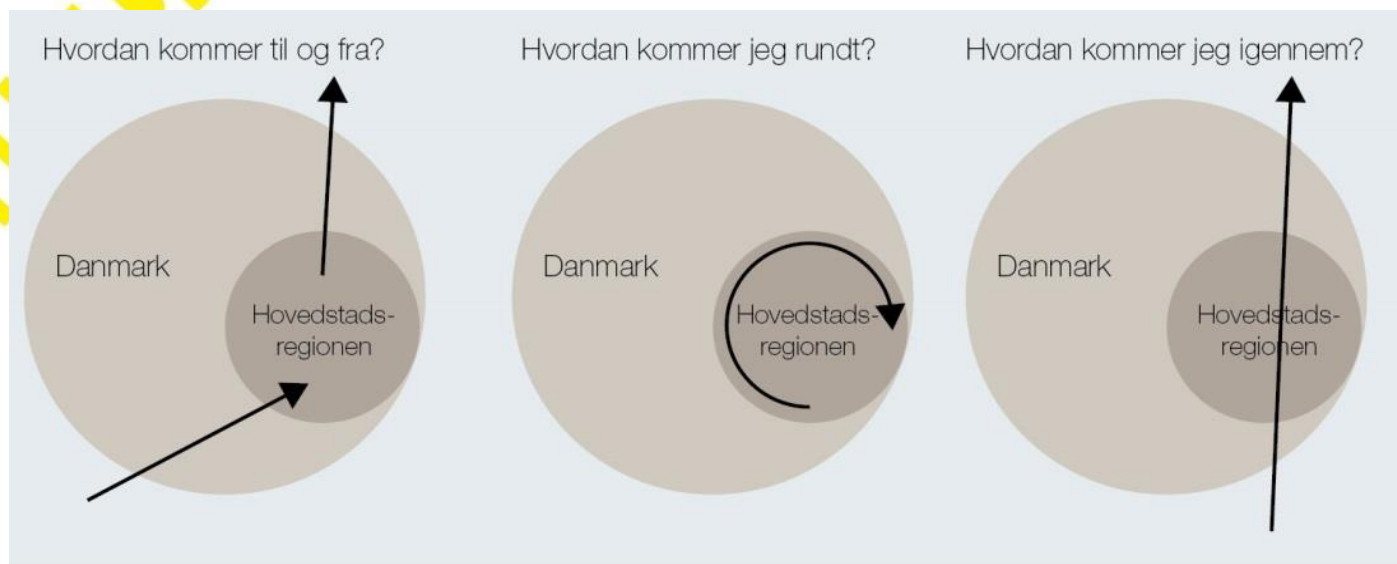 Hvordan kommer til og fra?
Danmark
Hovedstads-
regionen
Hvordan kommer jeg rundt?
Danmark
Hovedstads-
regionen
Hvordan kommer jeg igennem?
Danmark
Hovedstads-
regionen